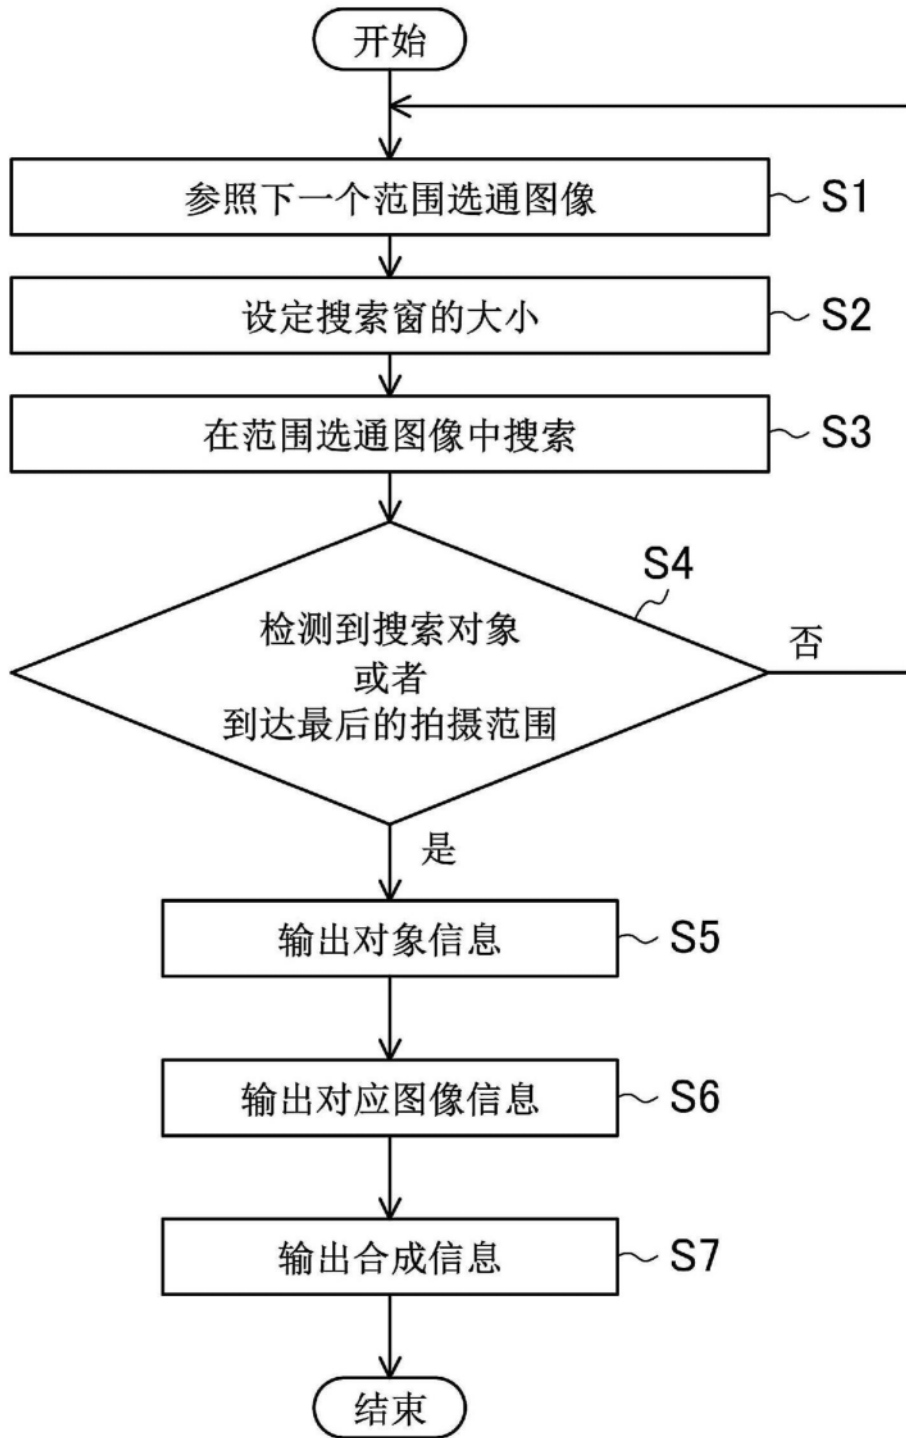 开始
参照下一个范围选通图像
S1
设定搜索窗的大小
S2
在范围选通图像中搜索
S3
S4
检测到搜索对象
或者
到达最后的拍摄范围
否
是
输出对象信息
S5
输出对应图像信息
S6
输出合成信息
S7
结束